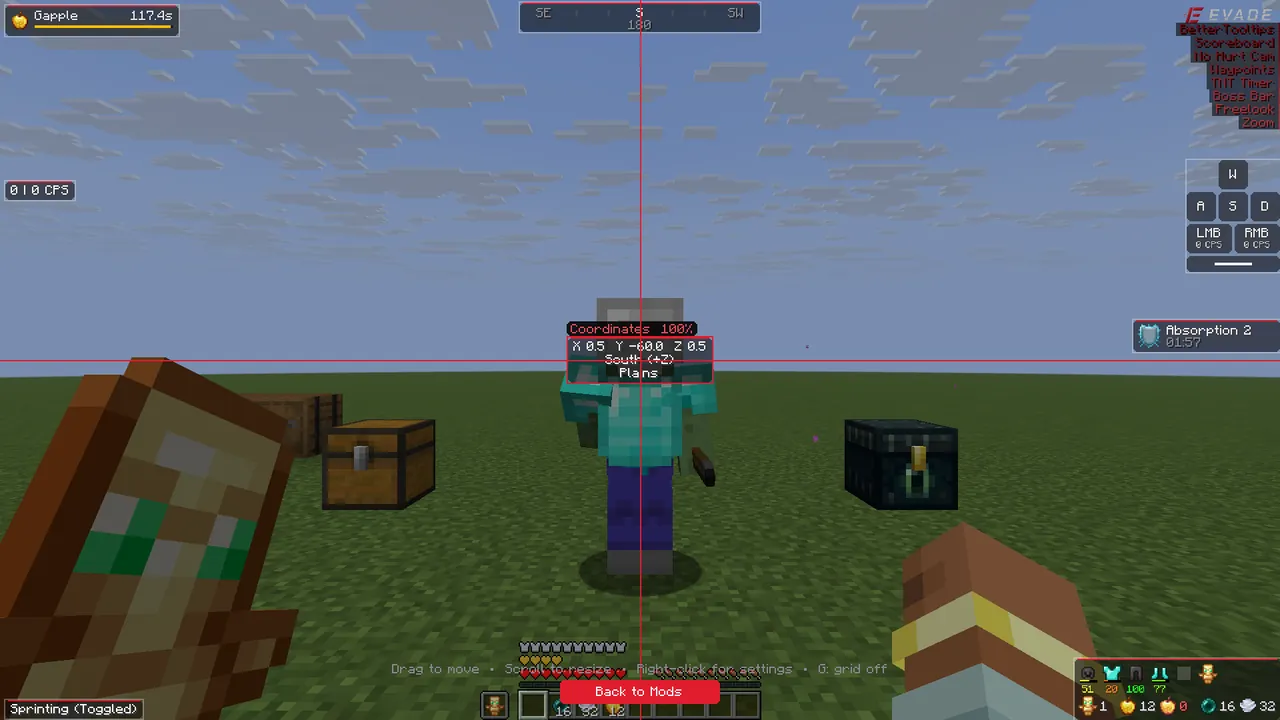 Gapple 117.4s
SE S SW
180
EVADE
BetterTooltips
Scoreboard
No Hurt Cam
Waypoints
TNT Timer
Boss Bar
Freelook
Zoom
0 | 0 CPS
W
A S D
LMB RMB
0 CPS 0 CPS
Absorption 2
01:57
Coordinates 100%
X 0.5 Y -60.0 Z 0.5
South (+Z)
Plains
Drag to move • Scroll to resize • Right-click for settings • G: grid off
Back to Mods
16 32 12
Sprinting (Toggled)
51 20 100 77
1 12 0 16 32